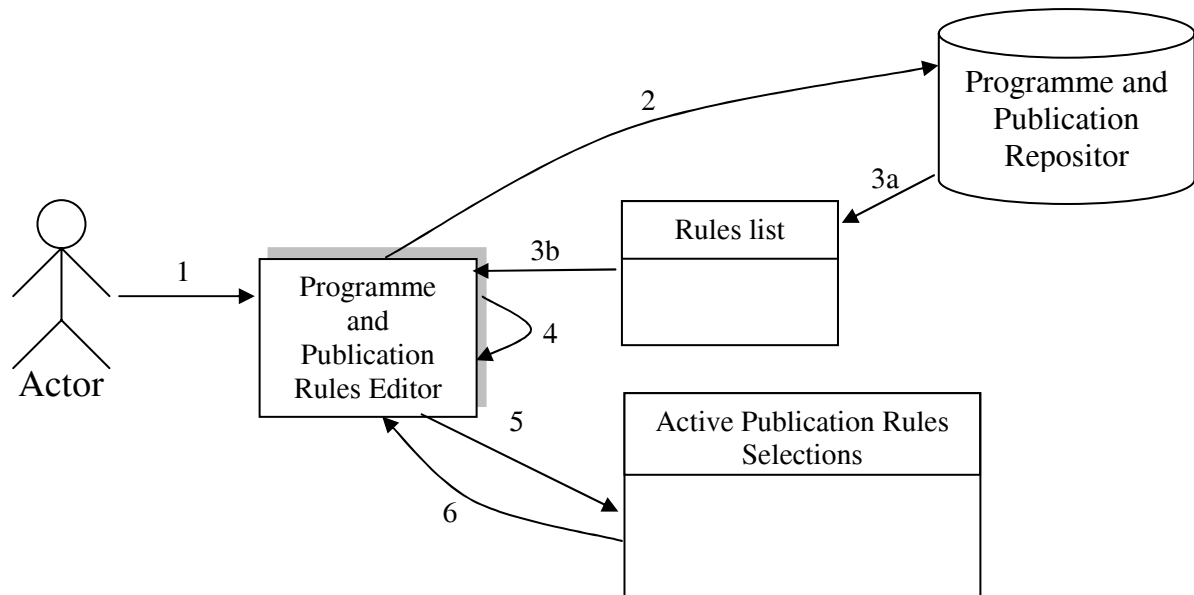 2
Programme and
Publication
Repositor
3a
Rules list
3b
1
Programme
and
Publication
Rules Editor
4
Actor
5
Active Publication Rules
Selections
6